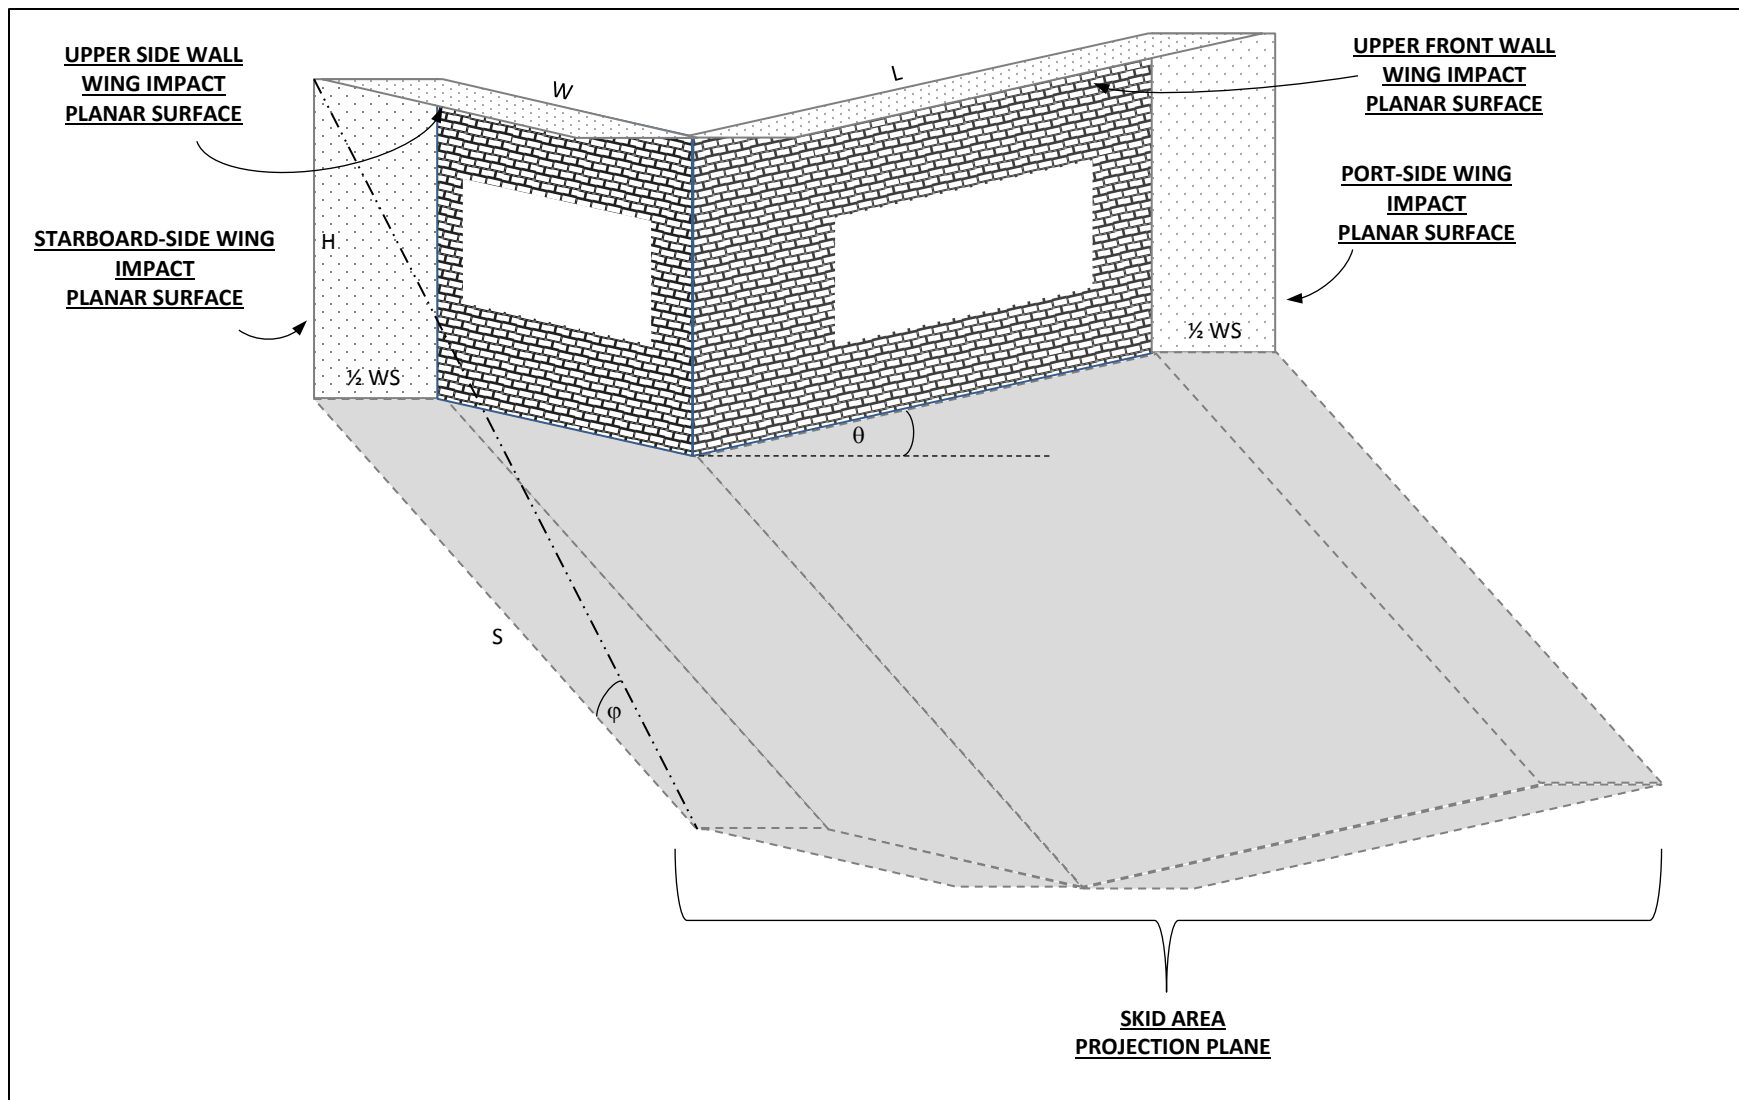 UPPER SIDE WALL
WING IMPACT
PLANAR SURFACE
W
L
UPPER FRONT WALL
WING IMPACT
PLANAR SURFACE
STARBOARD-SIDE WING
IMPACT
PLANAR SURFACE
H
PORT-SIDE WING
IMPACT
PLANAR SURFACE
½ WS
½ WS
θ
S
φ
SKID AREA
PROJECTION PLANE